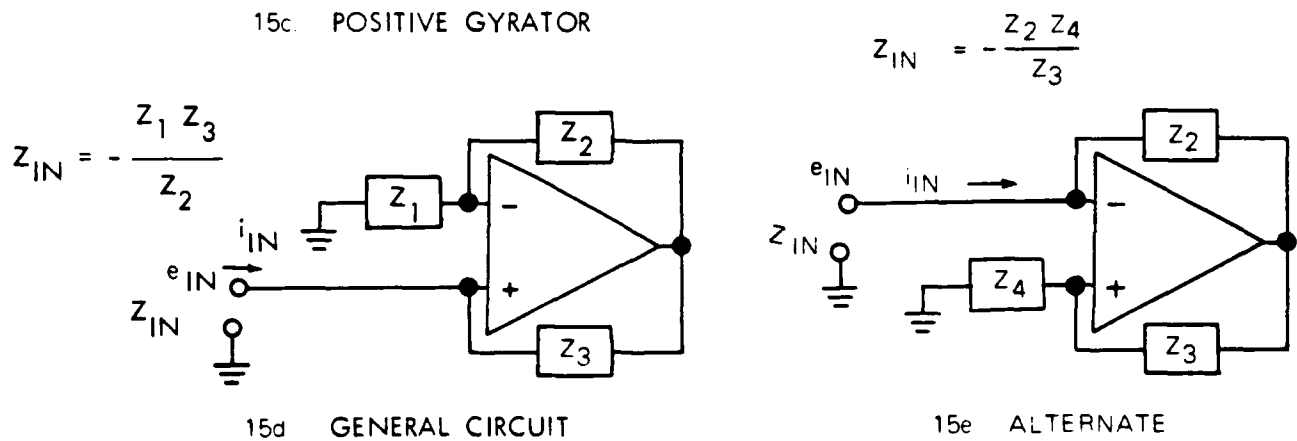 15c. POSITIVE GYRATOR
Z_IN = - Z_1 Z_3 / Z_2
Z_2
Z_1
-
i_IN
e_IN
+
Z_IN
Z_3
15d GENERAL CIRCUIT
Z_IN = - Z_2 Z_4 / Z_3
Z_2
e_IN
i_IN
-
Z_IN
Z_4
+
Z_3
15e ALTERNATE